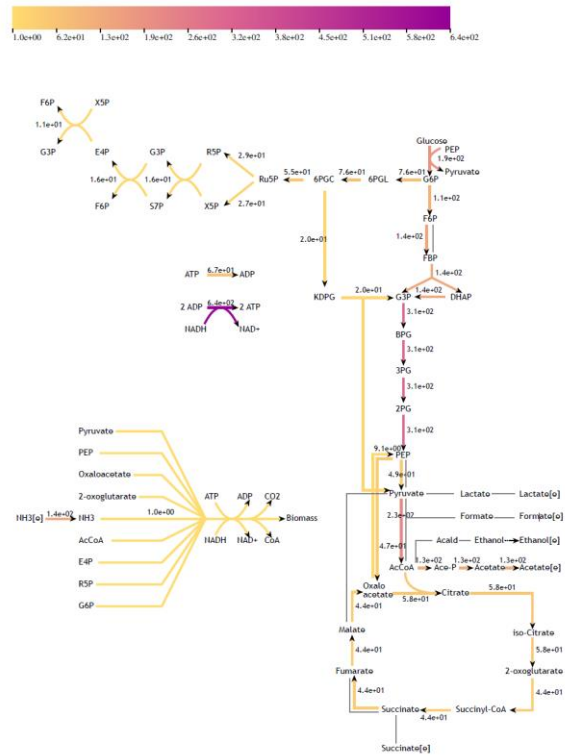 1.0e+00 6.2e+01 1.3e+02 1.9e+02 2.6e+02 3.2e+02 3.8e+02 4.5e+02 5.1e+02 5.8e+02 6.4e+02
F6P X5P
1.1e+01
G3P E4P G3P R5P
2.9e+01
1.6e+01 1.6e+01
F6P S7P X5P
2.7e+01
Ru5P 5.5e+01 6PGC 7.6e+01 6PGL 7.6e+01 G6P
Glucose
PEP
1.9e+02
Pyruvate
1.1e+02
F6P
1.4e+02
FBP
1.4e+02
2.0e+01
ATP 6.7e+01 ADP
2 ADP 6.4e+02 2 ATP
NADH NAD+
KDPG 2.0e+01 G3P 1.4e+02 DHAP
3.1e+02
BPG
3.1e+02
3PG
3.1e+02
2PG
3.1e+02
9.1e+00 PEP
4.9e+01
Pyruvate Lactate Lactate[e]
2.3e+02
Formate Formate[e]
4.7e+01
Acald Ethanol Ethanol[e]
AcCoA 1.3e+02 Ace-P 1.3e+02 Acetate 1.3e+02 Acetate[e]
Oxalo
acetate 5.8e+01 Citrate 5.8e+01
4.4e+01
Malate Iso-Citrate
4.4e+01 5.8e+01
Fumarate 2-oxoglutarate
4.4e+01 4.4e+01
Succinate 4.4e+01 Succinyl-CoA
Succinate[e]
Pyruvate
PEP
Oxaloacetate
2-oxoglutarate
NH3[e] 1.4e+02 NH3 1.0e+00
AcCoA
E4P
R5P
G6P
ATP ADP CO2
Biomass
NADH NAD+ CoA